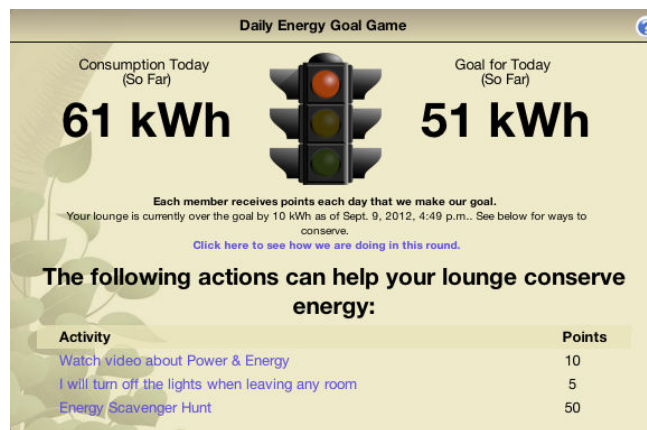 Daily Energy Goal Game
?
Consumption Today
(So Far)
61 kWh
Goal for Today
(So Far)
51 kWh
Each member receives points each day that we make our goal.
Your lounge is currently over the goal by 10 kWh as of Sept. 9, 2012, 4:49 p.m.. See below for ways to
conserve.
Click here to see how we are doing in this round.
The following actions can help your lounge conserve
energy:
Activity Points
Watch video about Power & Energy 10
I will turn off the lights when leaving any room 5
Energy Scavenger Hunt 50